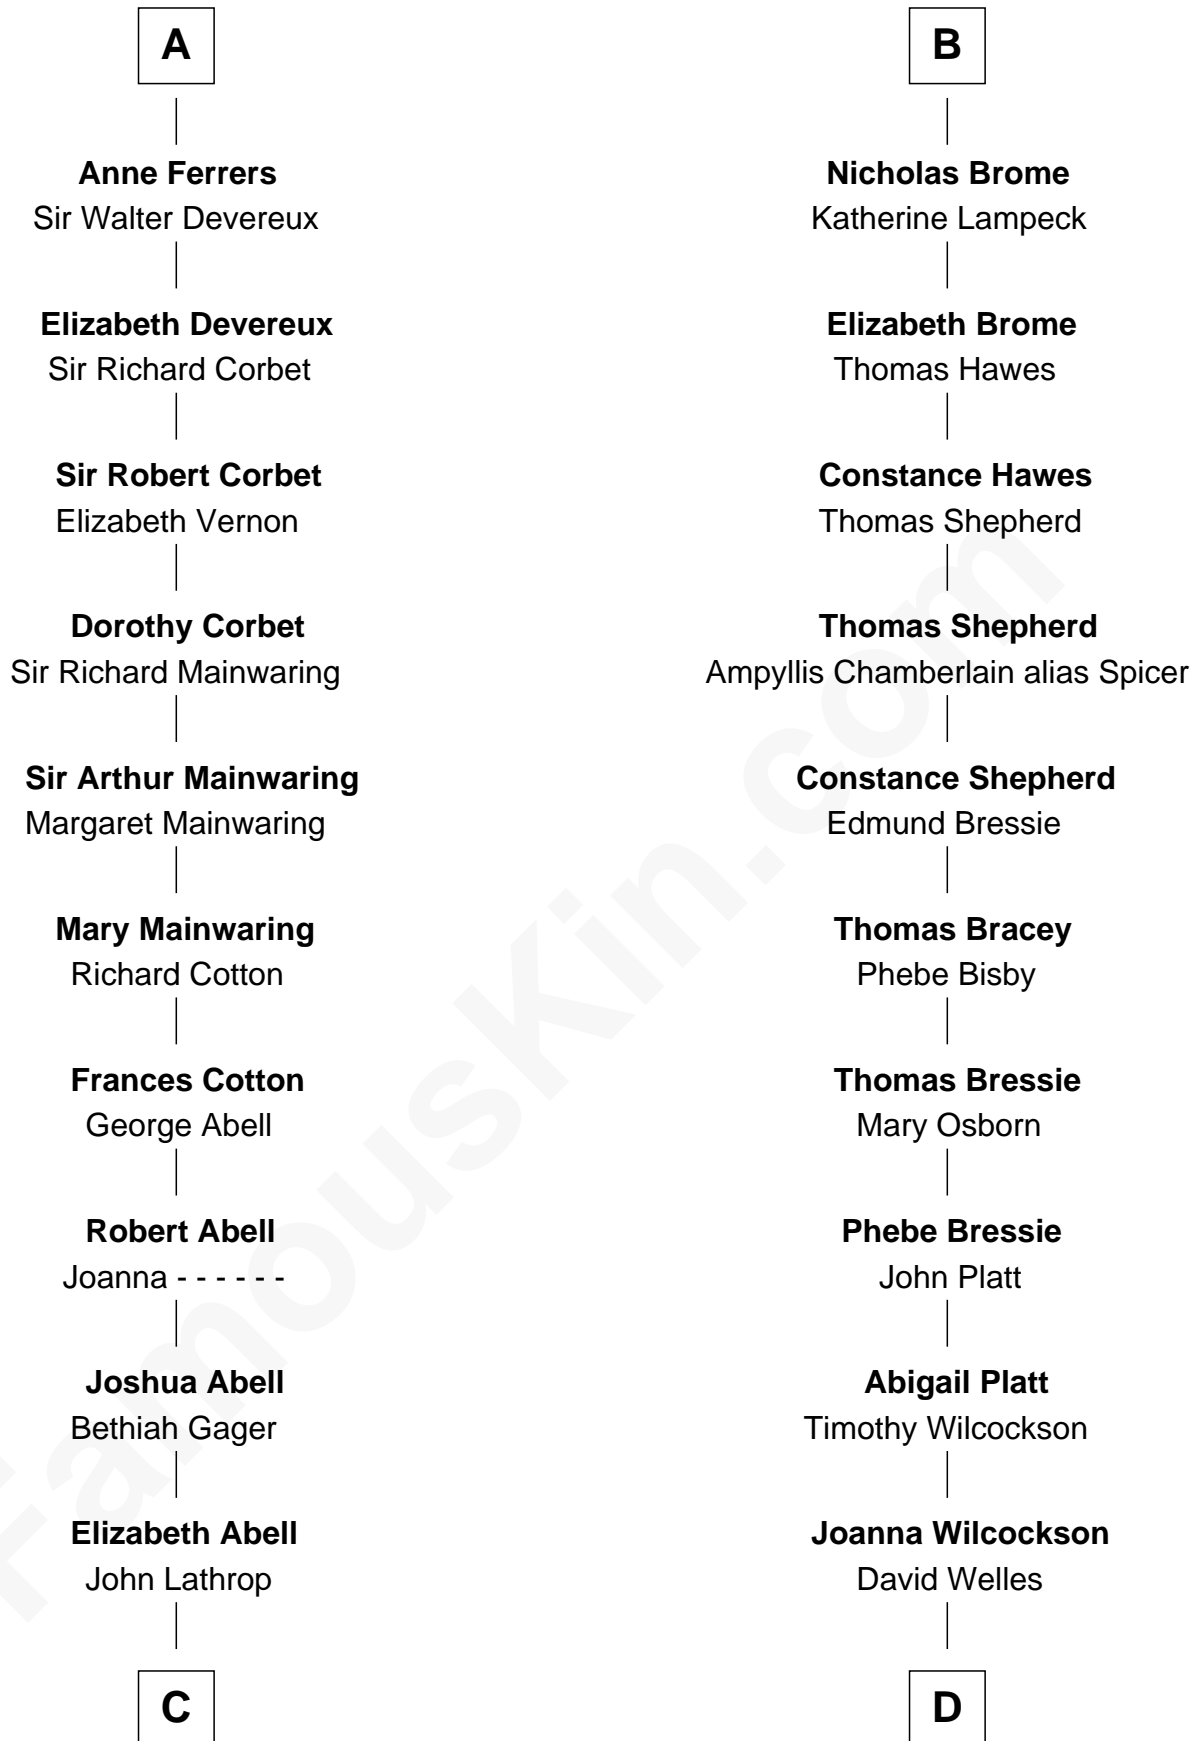 A
Anne Ferrers
Sir Walter Devereux
Elizabeth Devereux
Sir Richard Corbet
Sir Robert Corbet
Elizabeth Vernon
Dorothy Corbet
Sir Richard Mainwaring
Sir Arthur Mainwaring
Margaret Mainwaring
Mary Mainwaring
Richard Cotton
Frances Cotton
George Abell
Robert Abell
Joanna - - - - - -
Joshua Abell
Bethiah Gager
Elizabeth Abell
John Lathrop
C
B
Nicholas Brome
Katherine Lampeck
Elizabeth Brome
Thomas Hawes
Constance Hawes
Thomas Shepherd
Thomas Shepherd
Ampyllis Chamberlain alias Spicer
Constance Shepherd
Edmund Bressie
Thomas Bracey
Phebe Bisby
Thomas Bressie
Mary Osborn
Phebe Bressie
John Platt
Abigail Platt
Timothy Wilcockson
Joanna Wilcockson
David Welles
D
FamousKin.com